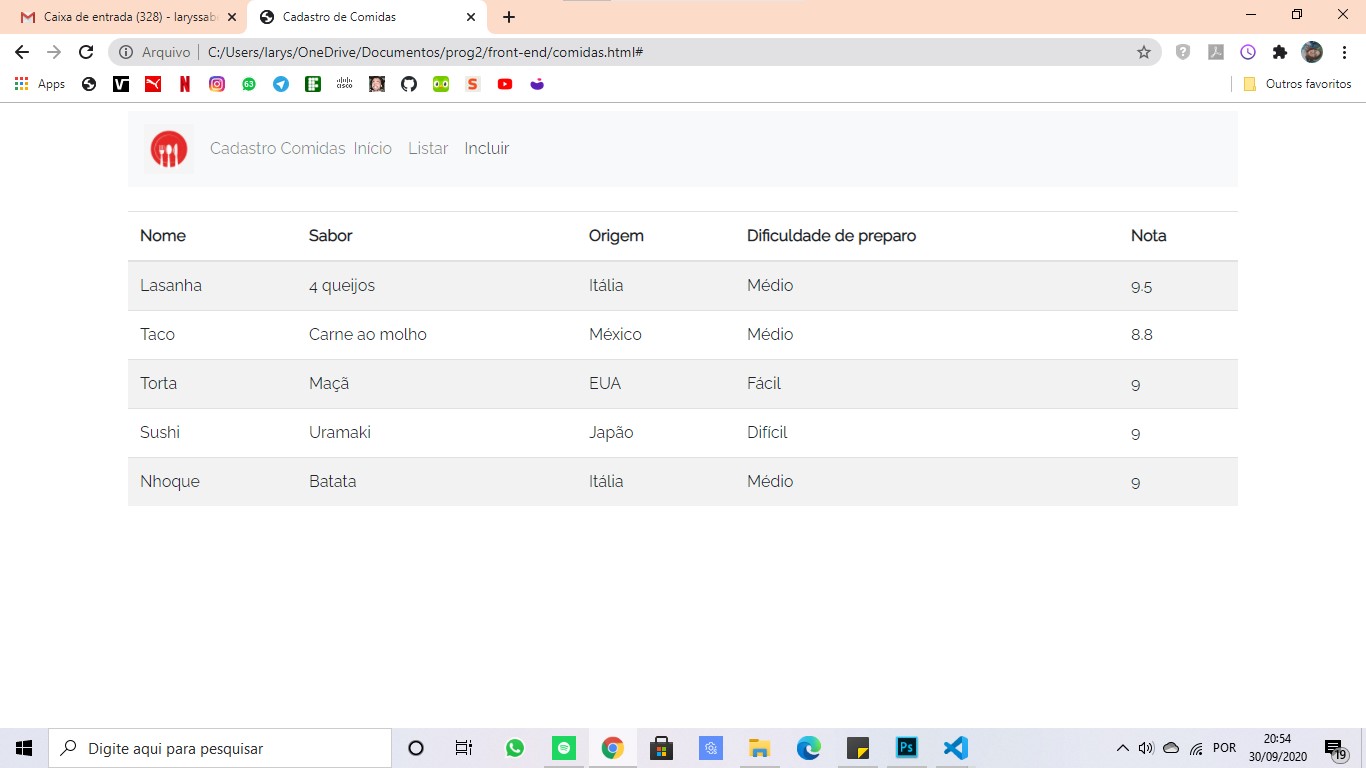 Caixa de entrada (328) - laryssab
Cadastro de Comidas
Arquivo
C:/Users/larys/OneDrive/Documentos/prog2/front-end/comidas.html#
Apps
63
cisco
S
Outros favoritos
Cadastro Comidas Início Listar Incluir
Nome Sabor Origem Dificuldade de preparo Nota
Lasanha 4 queijos Itália Médio 9.5
Taco Carne ao molho México Médio 8.8
Torta Maçã EUA Fácil 9
Sushi Uramaki Japão Difícil 9
Nhoque Batata Itália Médio 9
Digite aqui para pesquisar
Ps
POR
20:54
30/09/2020
19